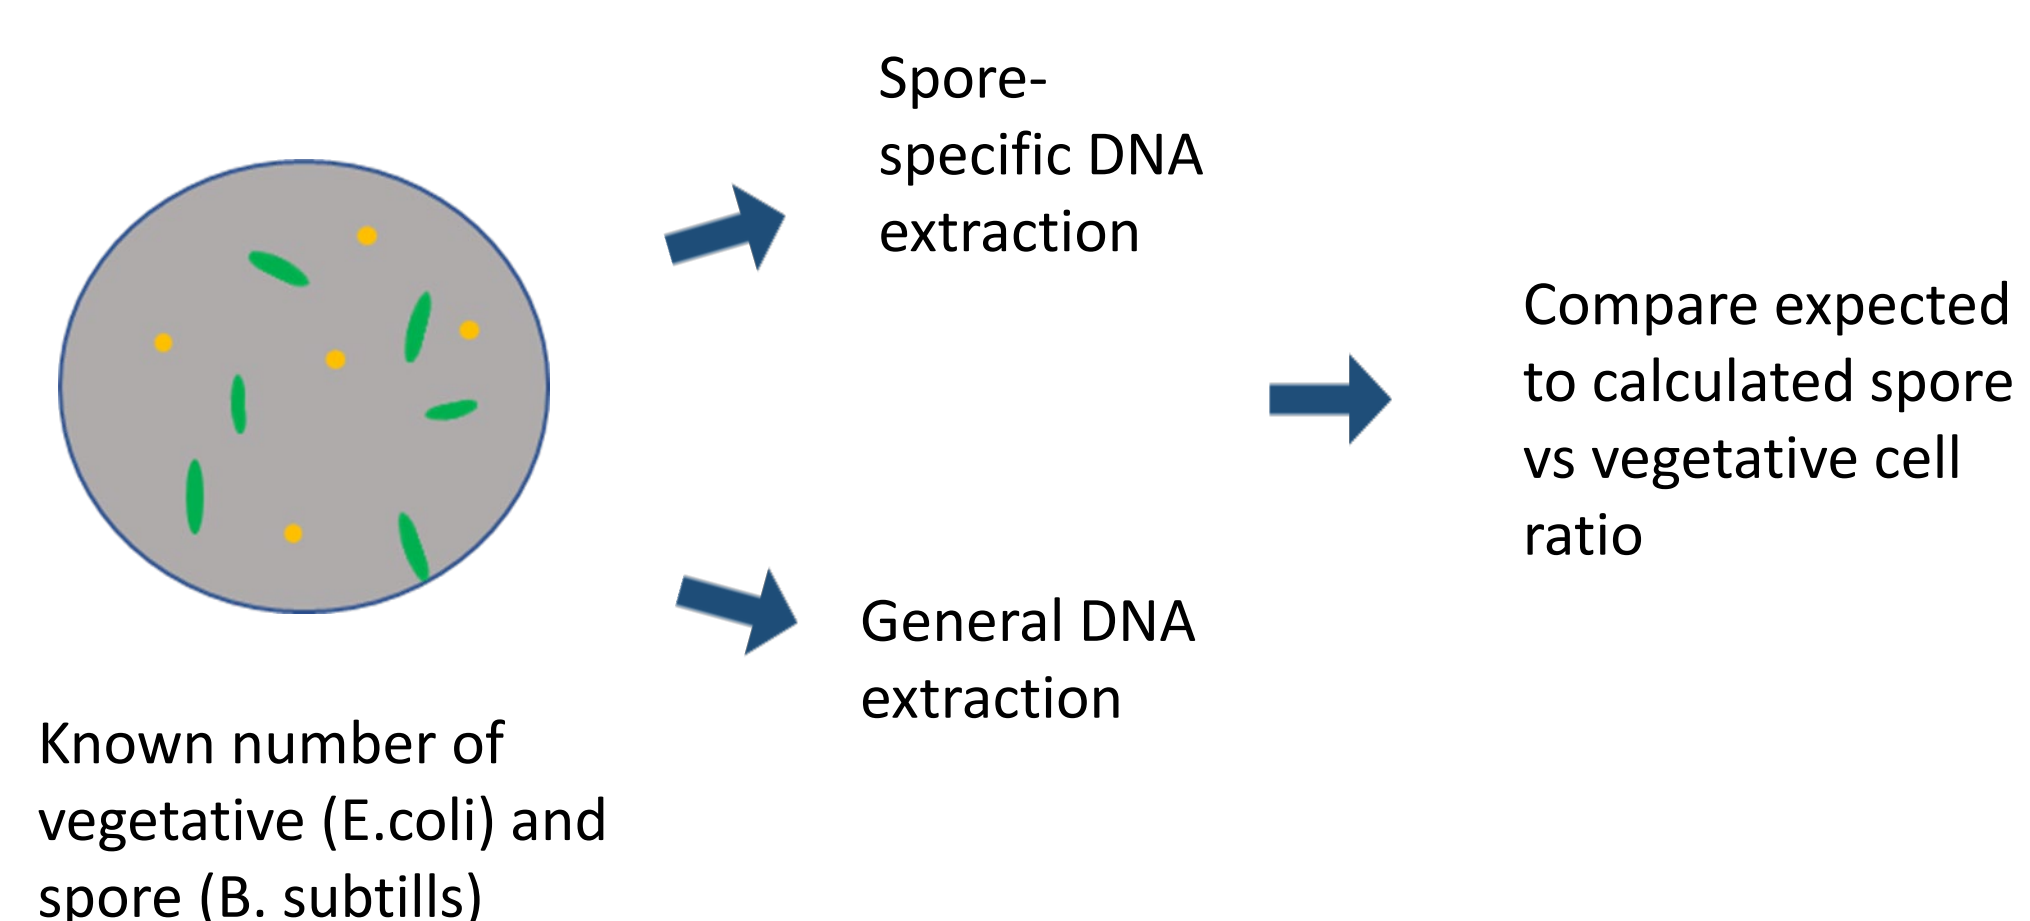 Spore-
specific DNA
extraction
Compare expected
to calculated spore
vs vegetative cell
ratio
General DNA
extraction
Known number of
vegetative (E.coli) and
spore (B. subtills)